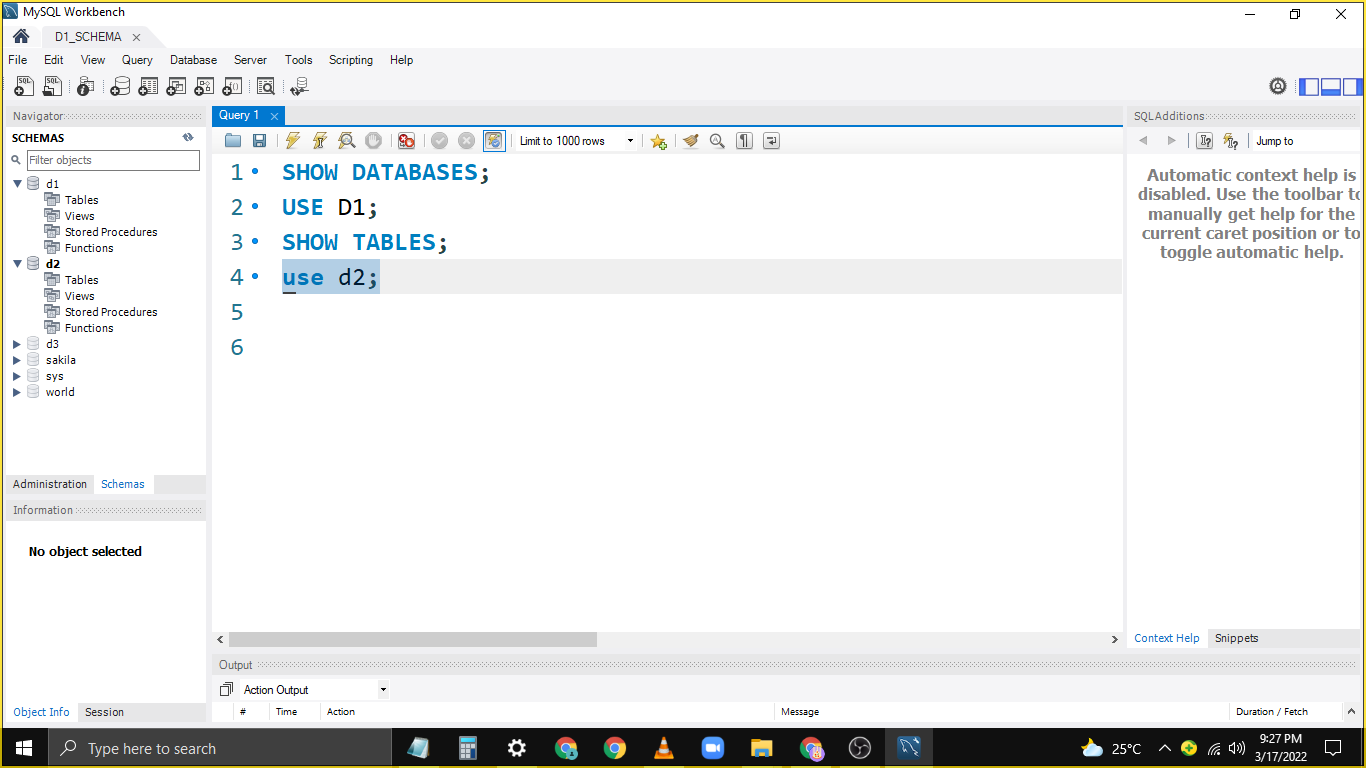 MySQL Workbench
D1_SCHEMA
File Edit View Query Database Server Tools Scripting Help
Navigator
SCHEMAS
Filter objects
d1
Tables
Views
Stored Procedures
Functions
d2
Tables
Views
Stored Procedures
Functions
d3
sakila
sys
world
Administration Schemas
Information
No object selected
Object Info Session
Query 1
Limit to 1000 rows
1 SHOW DATABASES;
2 USE D1;
3 SHOW TABLES;
4 use d2;
5
6
SQLAdditions
Jump to
Automatic context help is
disabled. Use the toolbar to
manually get help for the
current caret position or to
toggle automatic help.
Context Help Snippets
Output
Action Output
# Time Action Message Duration / Fetch
Type here to search
25°C
9:27 PM
3/17/2022